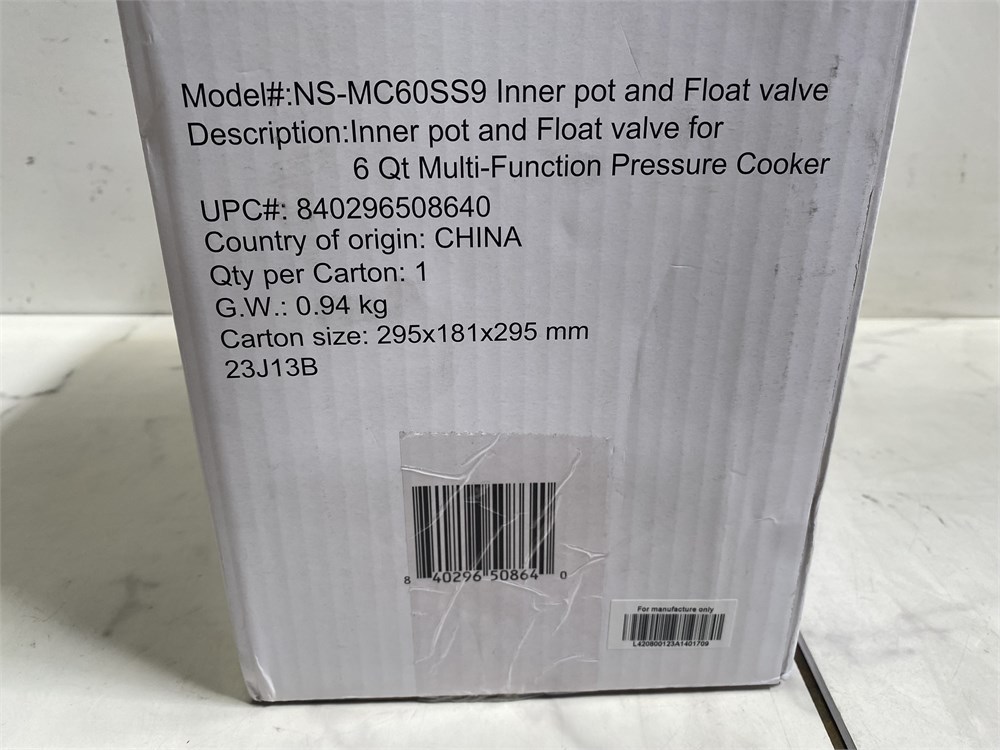 Model#:NS-MC60SS9 Inner pot and Float valve
Description:Inner pot and Float valve for
6 Qt Multi-Function Pressure Cooker
UPC#: 840296508640
Country of origin: CHINA
Qty per Carton: 1
G.W.: 0.94 kg
Carton size: 295x181x295 mm
23J13B
8 40296 50864 0
For manufacture only
L420800123A1401709